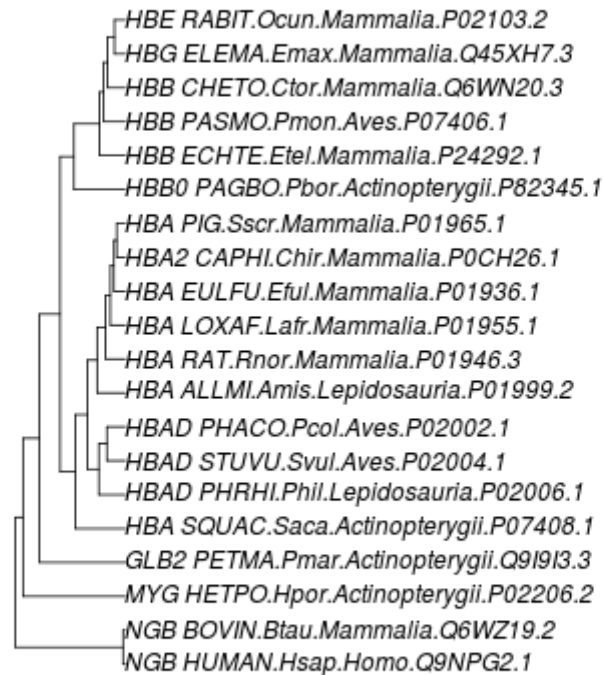 HBE RABIT.Ocun.Mammalia.P02103.2
HBG ELEMA.Emax.Mammalia.Q45XH7.3
HBB CHETO.Ctor.Mammalia.Q6WN20.3
HBB PASMO.Pmon.Aves.P07406.1
HBB ECHTE.Etel.Mammalia.P24292.1
HBB0 PAGBO.Pbor.Actinopterygii.P82345.1
HBA PIG.Sscr.Mammalia.P01965.1
HBA2 CAPHI.Chir.Mammalia.P0CH26.1
HBA EULFU.Eful.Mammalia.P01936.1
HBA LOXAF.Lafr.Mammalia.P01955.1
HBA RAT.Rnor.Mammalia.P01946.3
HBA ALLMI.Amis.Lepidosauria.P01999.2
HBAD PHACO.Pcol.Aves.P02002.1
HBAD STUVU.Svul.Aves.P02004.1
HBAD PHRHI.Phil.Lepidosauria.P02006.1
HBA SQUAC.Saca.Actinopterygii.P07408.1
GLB2 PETMA.Pmar.Actinopterygii.Q9I9I3.3
MYG HETPO.Hpor.Actinopterygii.P02206.2
NGB BOVIN.Btau.Mammalia.Q6WZ19.2
NGB HUMAN.Hsap.Homo.Q9NPG2.1